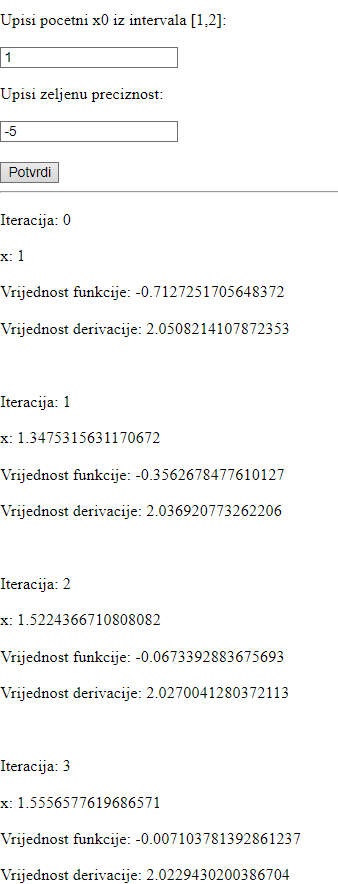 Upisi pocetni x0 iz intervala [1,2]:
1
Upisi zeljenu preciznost:
-5
Potvrdi
Iteracija: 0
x: 1
Vrijednost funkcije: -0.7127251705648372
Vrijednost derivacije: 2.0508214107872353
Iteracija: 1
x: 1.3475315631170672
Vrijednost funkcije: -0.3562678477610127
Vrijednost derivacije: 2.036920773262206
Iteracija: 2
x: 1.5224366710808082
Vrijednost funkcije: -0.0673392883675693
Vrijednost derivacije: 2.0270041280372113
Iteracija: 3
x: 1.5556577619686571
Vrijednost funkcije: -0.007103781392861237
Vrijednost derivacije: 2.0229430200386704